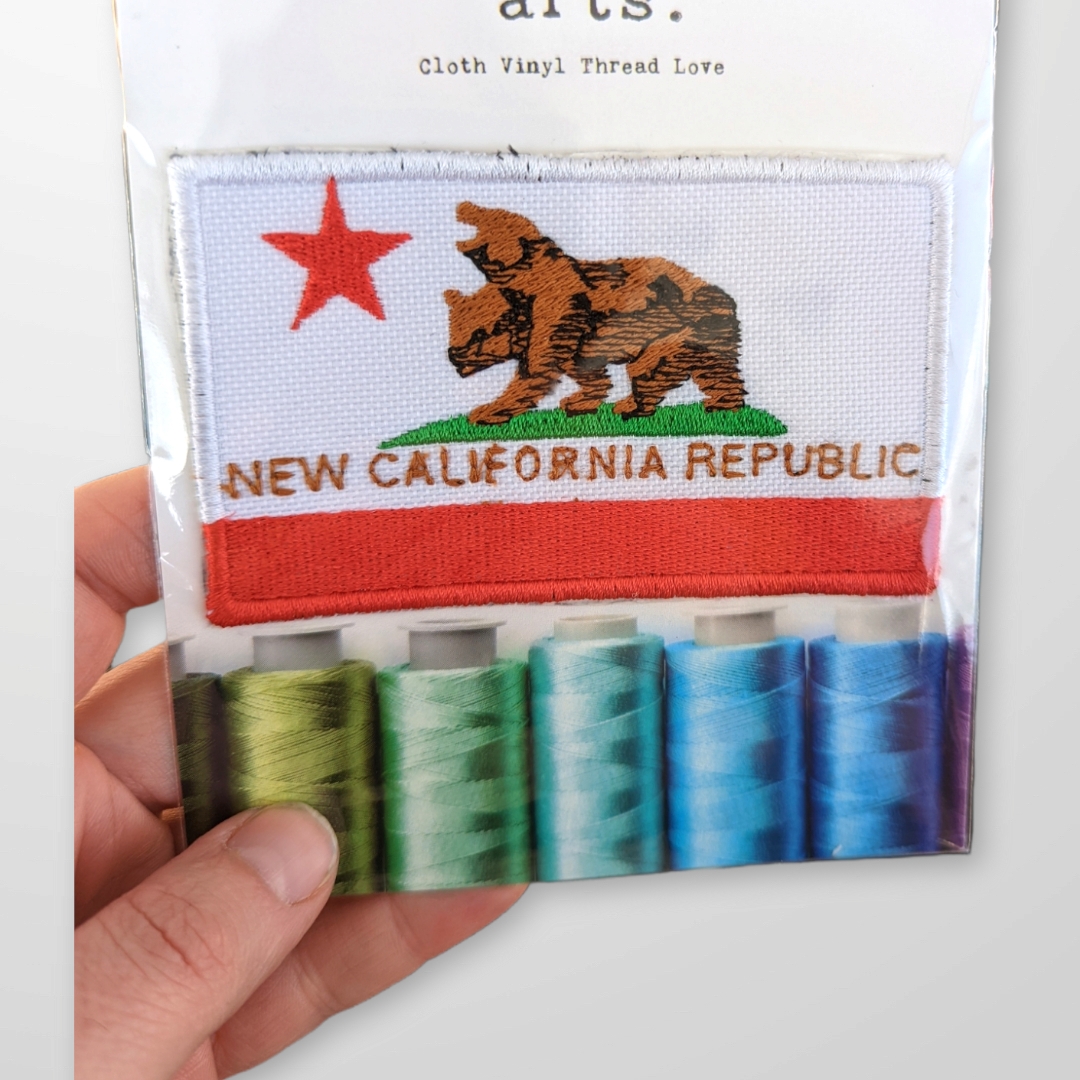 arts.
Cloth Vinyl Thread Love
NEW CALIFORNIA REPUBLIC